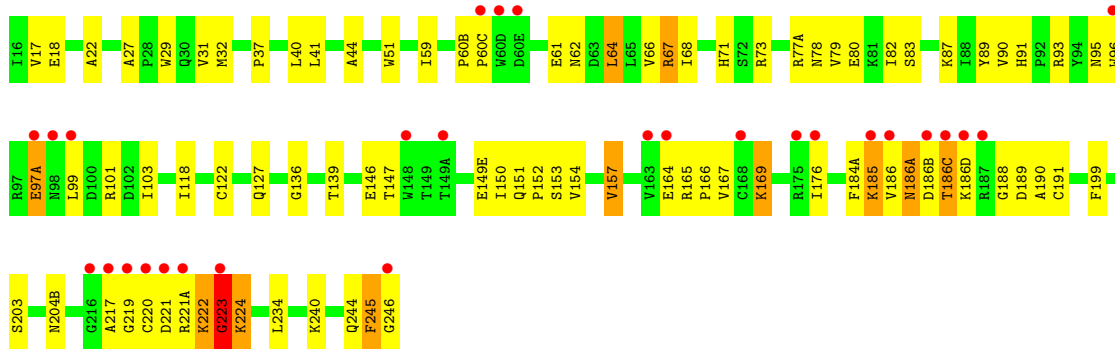 I16 V17 E18 A22 A27 P28 W29 Q30 V31 M32 P37 L40 L41 A44 W51 I59 P60B P60C W60D D60E E61 N62 D63 L64 L65 V66 R67 I68 H71 S72 R73 R77A N78 V79 E80 K81 I82 S83 K87 I88 Y89 V90 H91 P92 R93 Y94 N95 W96
R97 E97A N98 L99 D100 R101 D102 I103 I118 C122 Q127 G136 T139 E146 T147 W148 T149 T149A E149E I150 Q151 P152 S153 V154 V157 V163 E164 R165 P166 V167 C168 K169 R175 I176 F184A K185 V186 N186A D186B T186C K186D R187 G188 D189 A190 C191 F199
S203 N204B G216 A217 G219 C220 D221 R221A K222 G223 K224 L234 K240 Q244 F245 G246